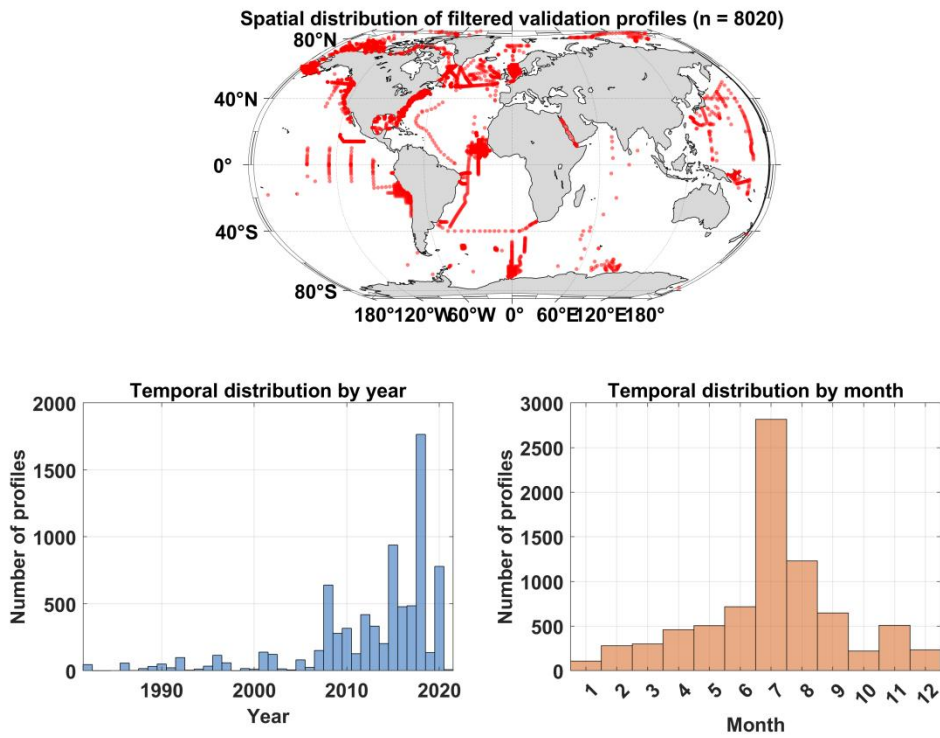 Spatial distribution of filtered validation profiles (n = 8020)
80°N
40°N
0°
40°S
80°S
180°120°W60°W 0° 60°E120°E180°
Temporal distribution by year
2000
1500
1000
500
0
Number of profiles
1990 2000 2010 2020
Year
Temporal distribution by month
3000
2500
2000
1500
1000
500
0
Number of profiles
1 2 3 4 5 6 7 8 9 10 11 12
Month